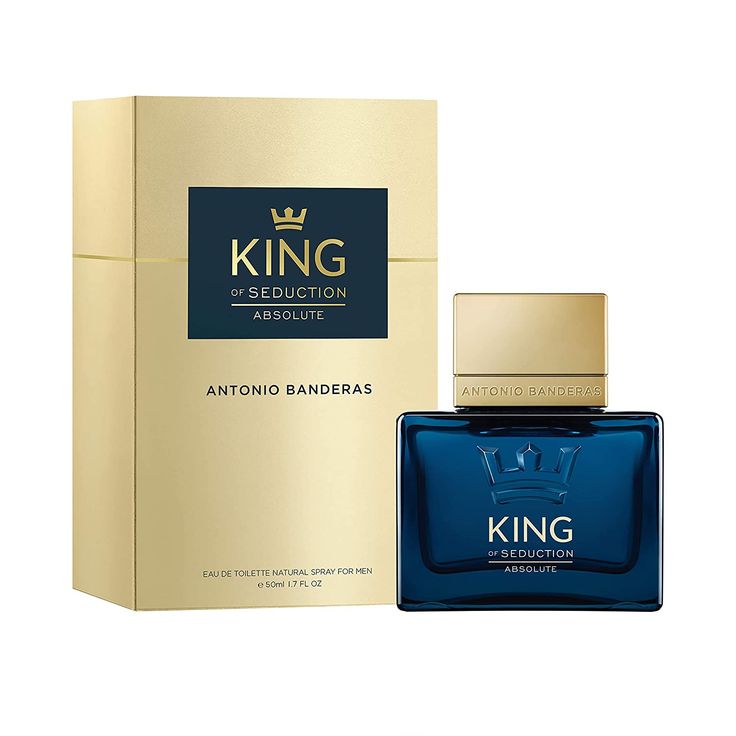 KING
OF SEDUCTION
ABSOLUTE
ANTONIO BANDERAS
EAU DE TOILETTE NATURAL SPRAY FOR MEN
e 50ml 1.7 FL OZ
ANTONIO BANDERAS
KING
OF SEDUCTION
ABSOLUTE